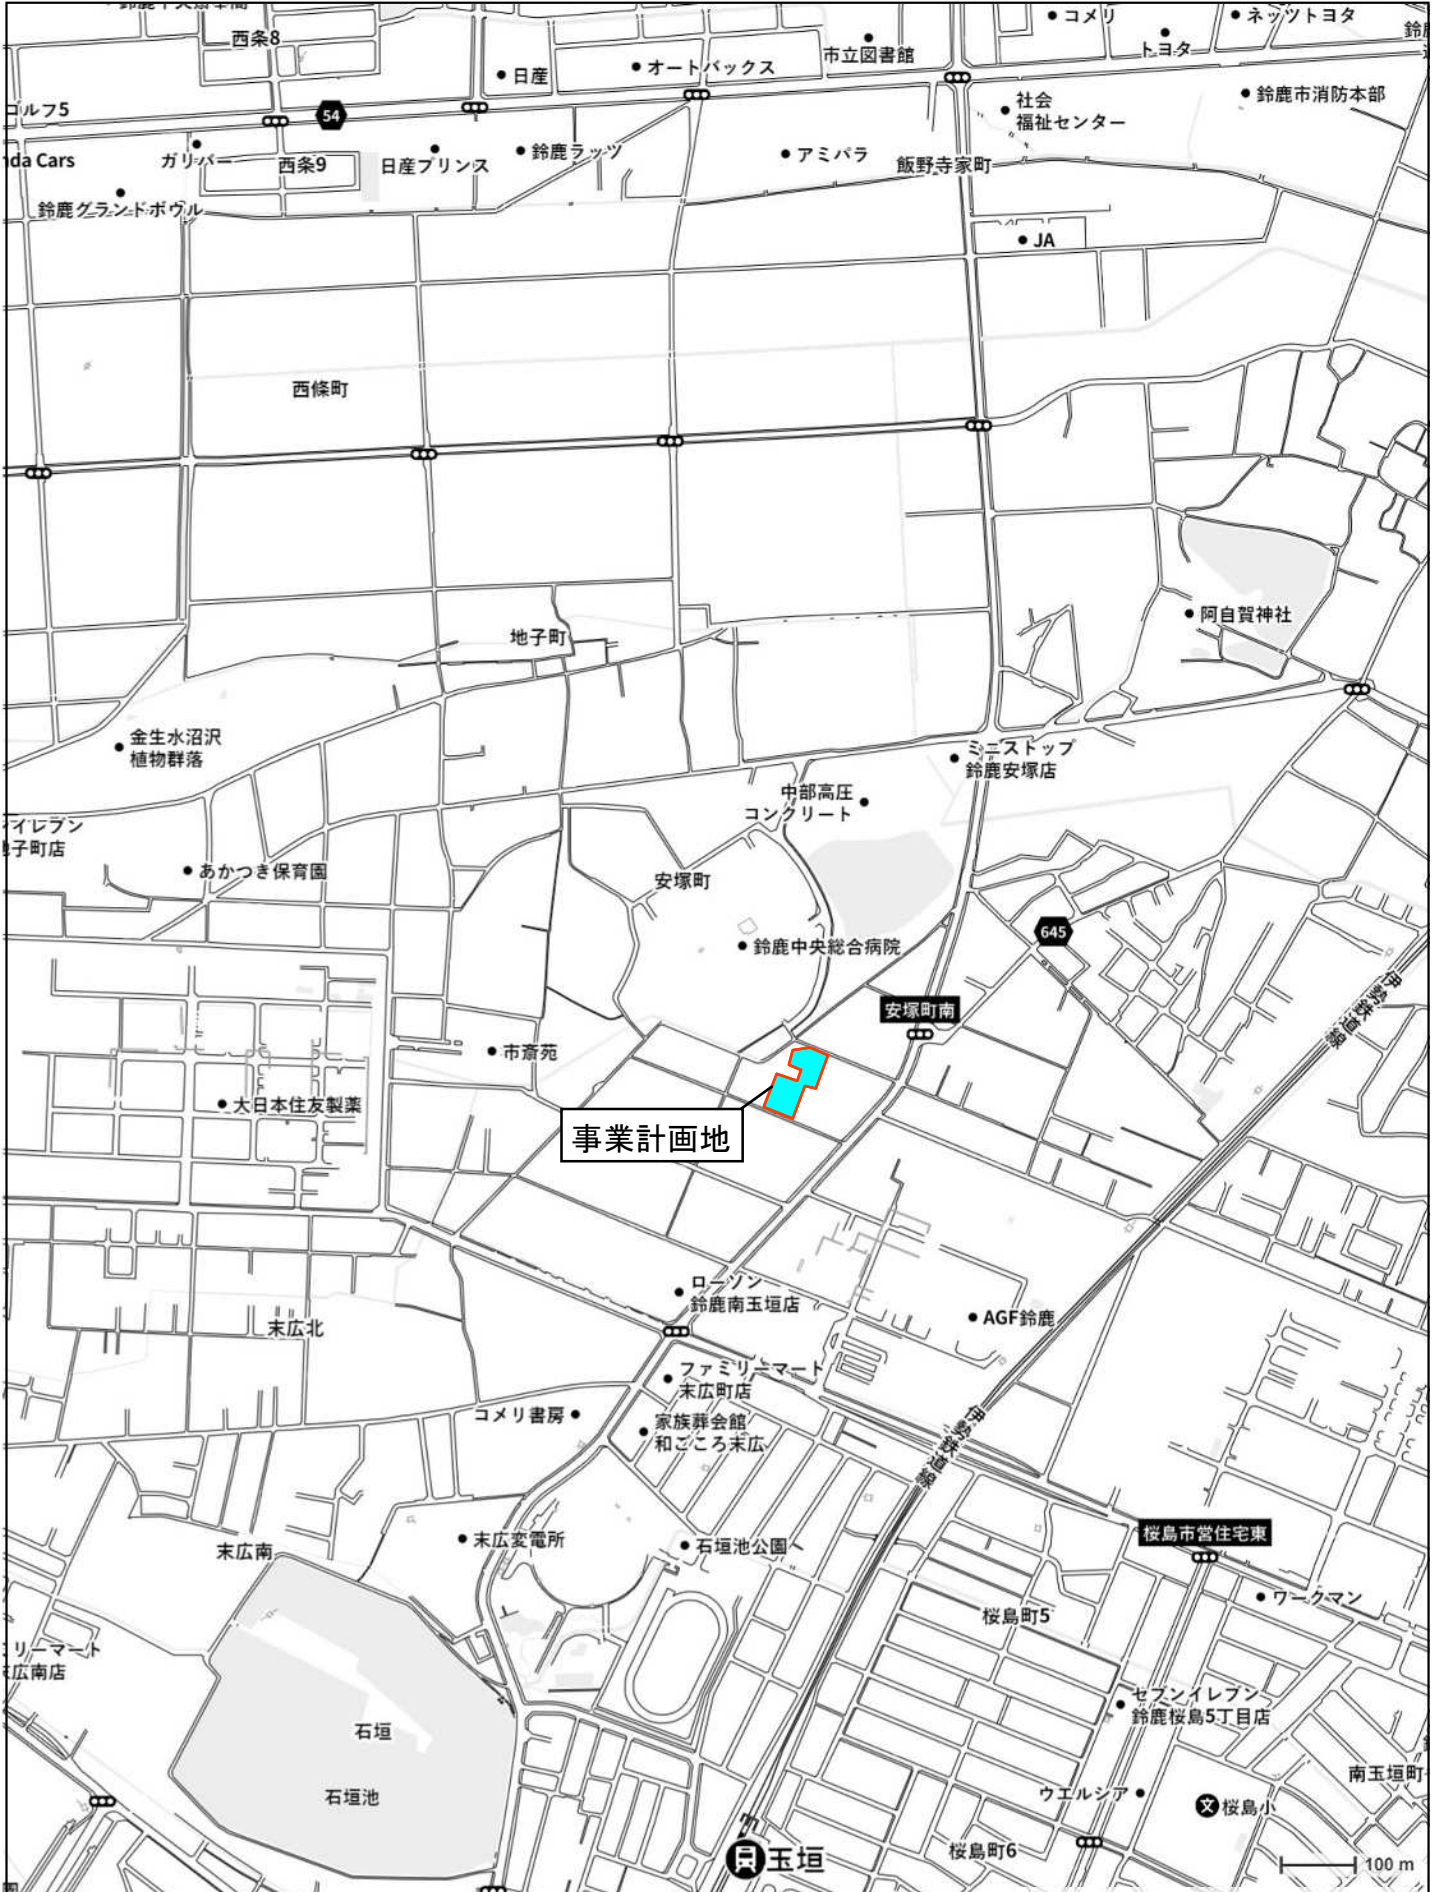 西条8
コメリ
ネッツトヨタ
トヨタ
市立図書館
日産
オートバックス
ゴルフ5
54
社会
福祉センター
鈴鹿市消防本部
nda Cars
ガリバー
西条9
日産プリンス
鈴鹿ラッツ
アミパラ
飯野寺家町
鈴鹿グランドボウル
JA
西條町
地子町
阿自賀神社
金生水沼沢
植物群落
ミニストップ
鈴鹿安塚店
中部高圧
コンクリート
イレブン
子町店
あかつき保育園
安塚町
645
鈴鹿中央総合病院
伊勢鉄道線
安塚町南
市斎苑
大日本住友製薬
事業計画地
ローソン
鈴鹿南玉垣店
AGF鈴鹿
末広北
ファミリーマート
末広町店
コメリ書房
家族葬会館
和ごころ末広
伊勢鉄道線
末広変電所
石垣池公園
桜島市営住宅東
末広南
ワークマン
桜島町5
リーマート
広南店
セブンイレブン
鈴鹿桜島5丁目店
石垣
石垣池
ウエルシア
南玉垣町
文
桜島小
玉垣
桜島町6
100 m